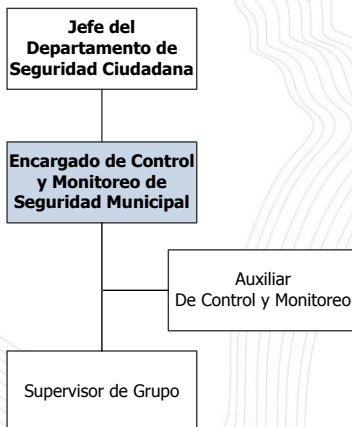 Jefe del
Departamento de
Seguridad Ciudadana
Encargado de Control
y Monitoreo de
Seguridad Municipal
Auxiliar
De Control y Monitoreo
Supervisor de Grupo